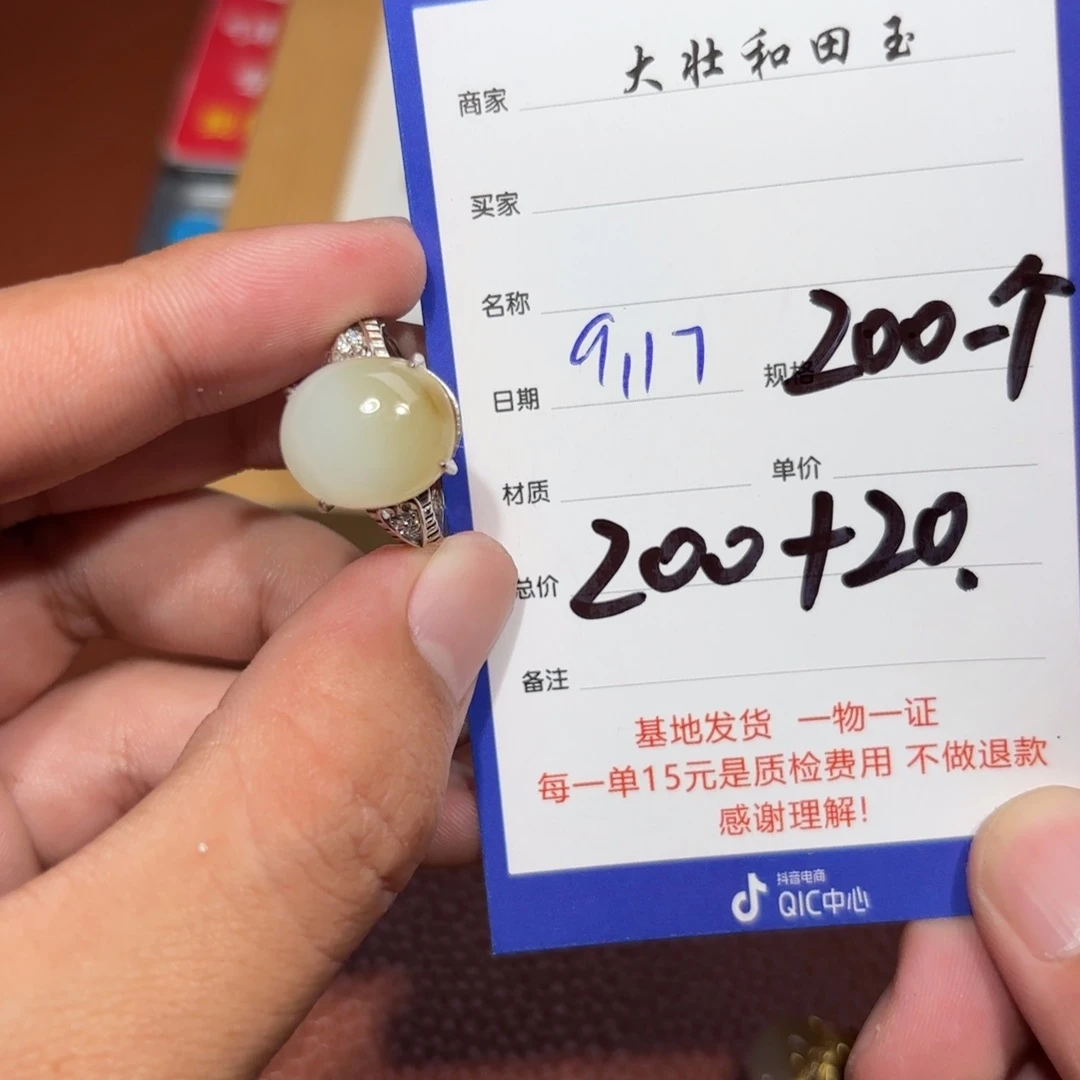 商家 大壮和田玉
买家
名称
日期 9,17 规格 200一个
材质 单价
总价 200+20.
备注
基地发货 一物一证
每一单15元是质检费用 不做退款
感谢理解!
抖音电商
QIC中心